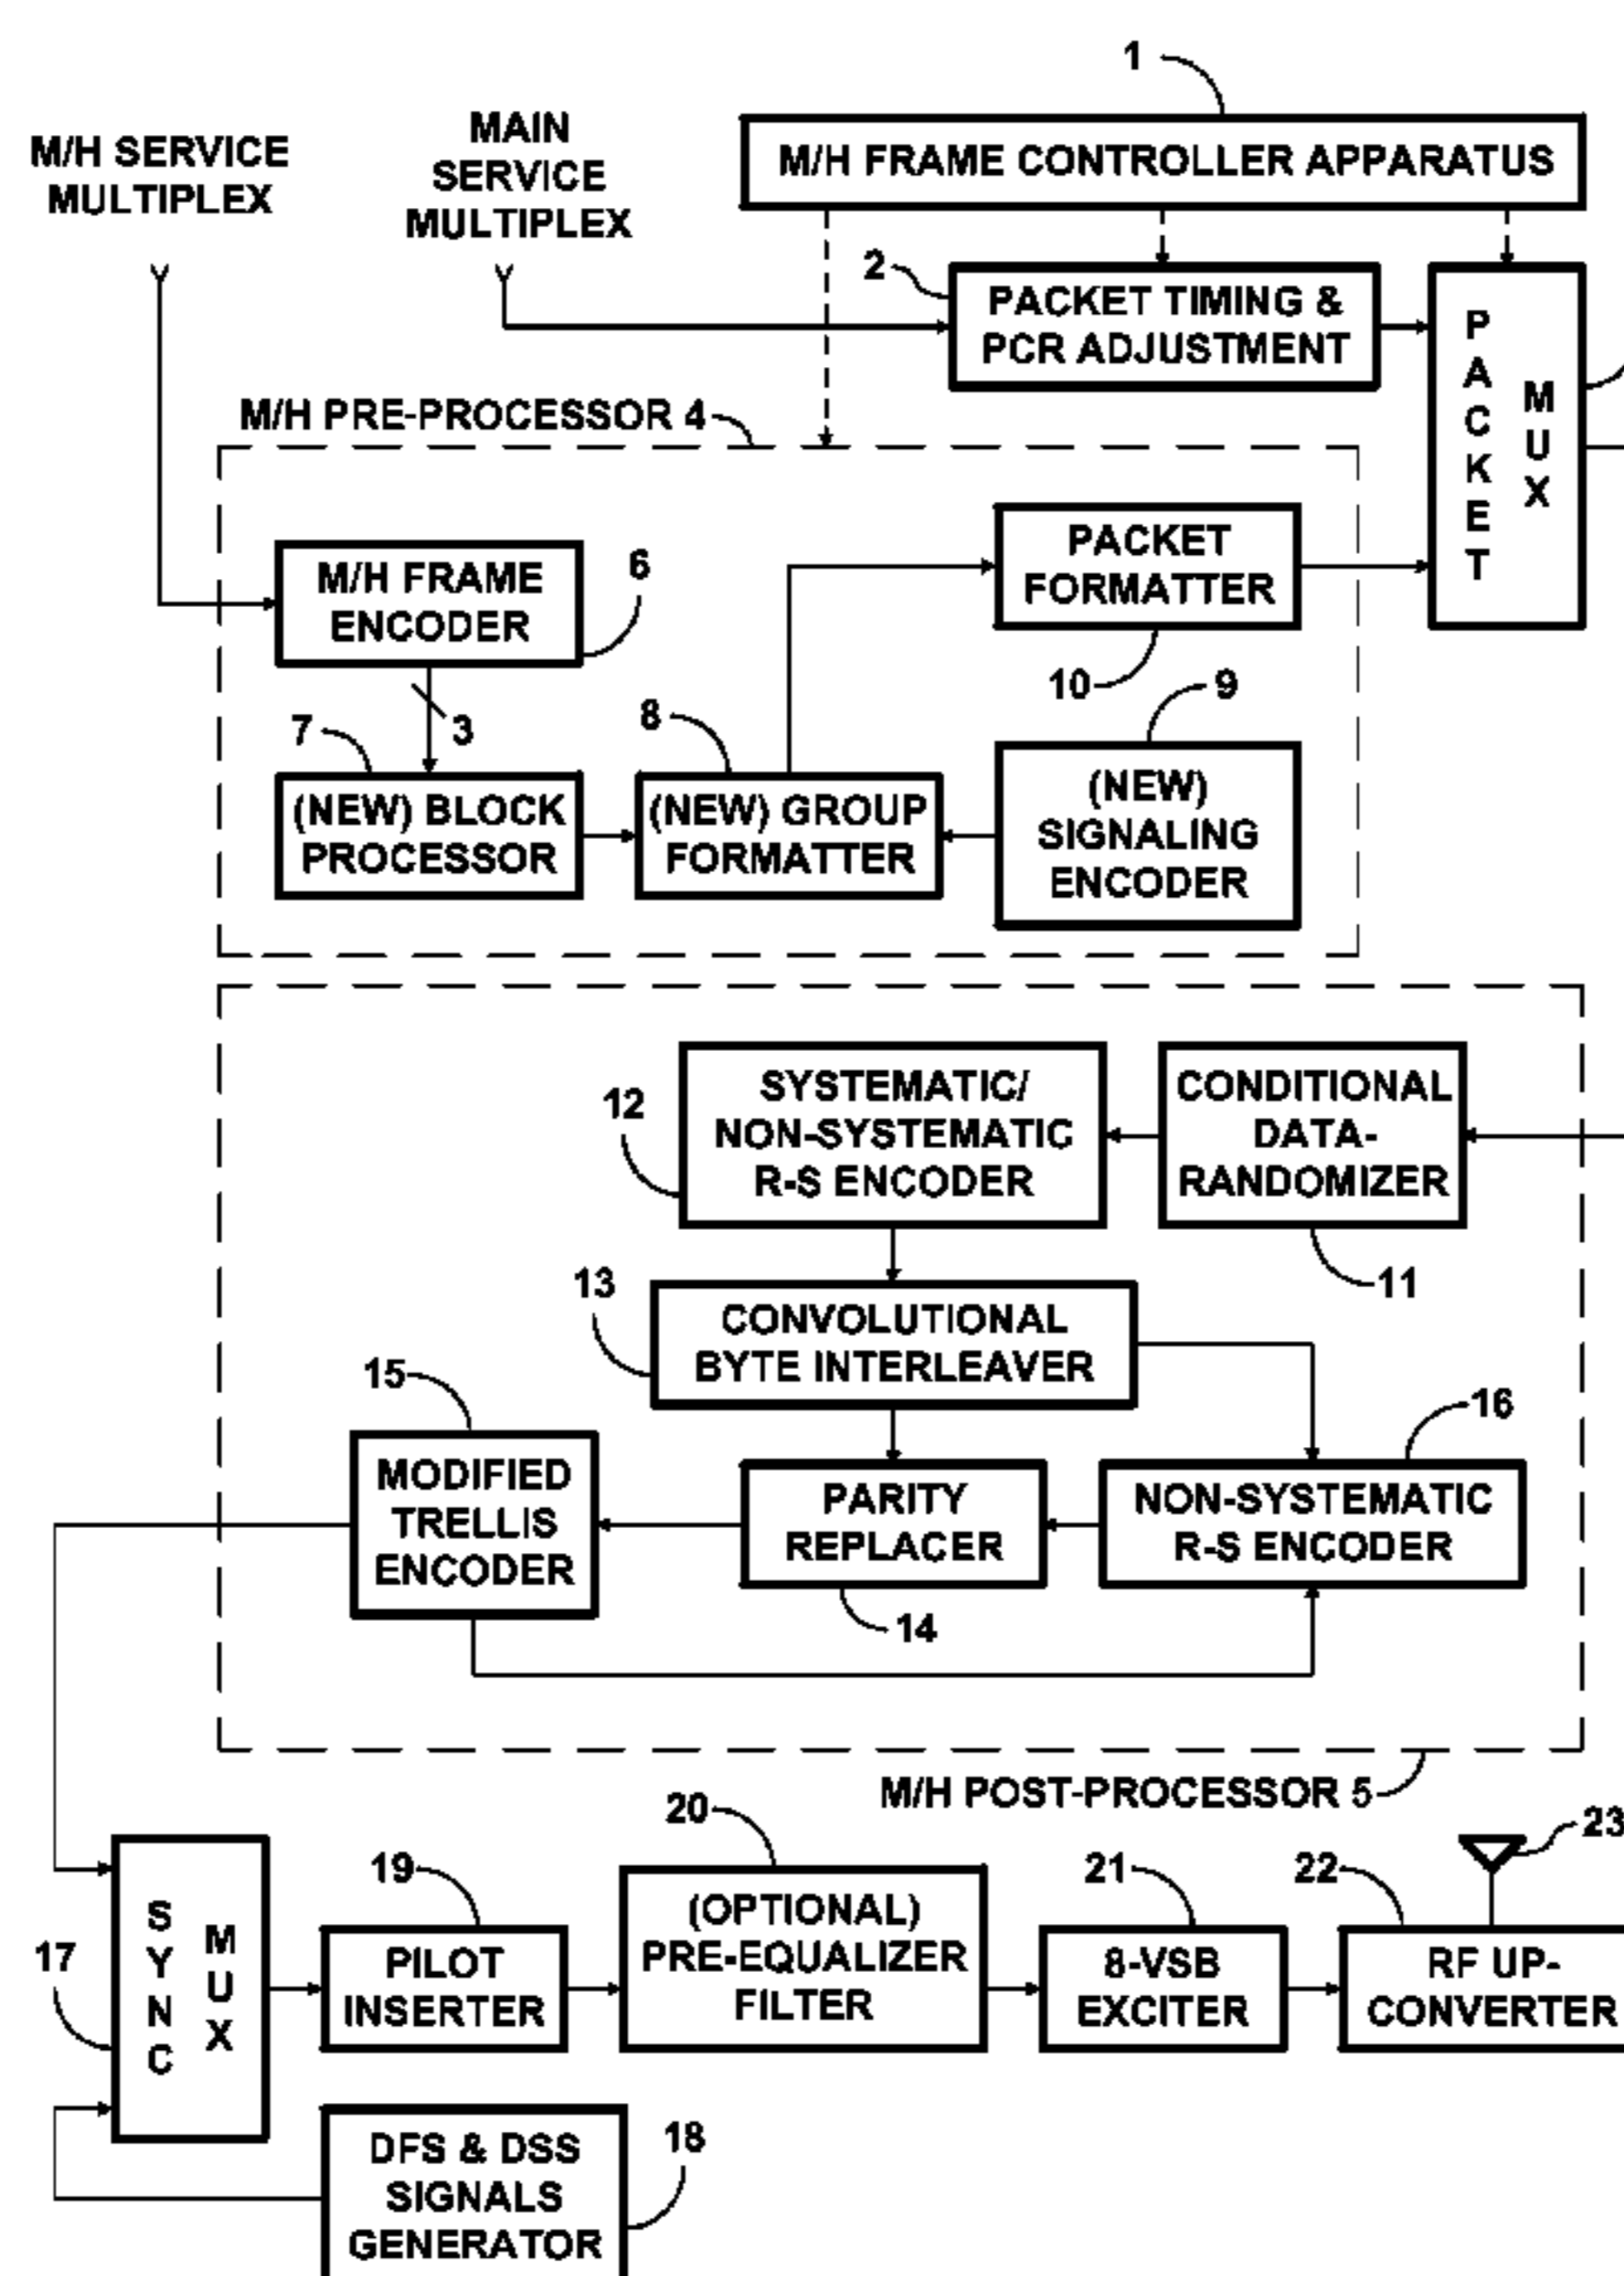 1
M/H SERVICE
MULTIPLEX
MAIN
SERVICE
MULTIPLEX
M/H FRAME CONTROLLER APPARATUS
2
PACKET TIMING &
PCR ADJUSTMENT
PACKET
MUX
M/H PRE-PROCESSOR 4
M/H FRAME
ENCODER
6
PACKET
FORMATTER
10
9
3
7
8
(NEW) BLOCK
PROCESSOR
(NEW) GROUP
FORMATTER
(NEW)
SIGNALING
ENCODER
12
SYSTEMATIC/
NON-SYSTEMATIC
R-S ENCODER
CONDITIONAL
DATA-
RANDOMIZER
11
13
CONVOLUTIONAL
BYTE INTERLEAVER
15
16
MODIFIED
TRELLIS
ENCODER
PARITY
REPLACER
NON-SYSTEMATIC
R-S ENCODER
14
M/H POST-PROCESSOR 5
17
SYNC
MUX
19
PILOT
INSERTER
20
(OPTIONAL)
PRE-EQUALIZER
FILTER
21
8-VSB
EXCITER
22
RF UP-
CONVERTER
23
DFS & DSS
SIGNALS
GENERATOR
18